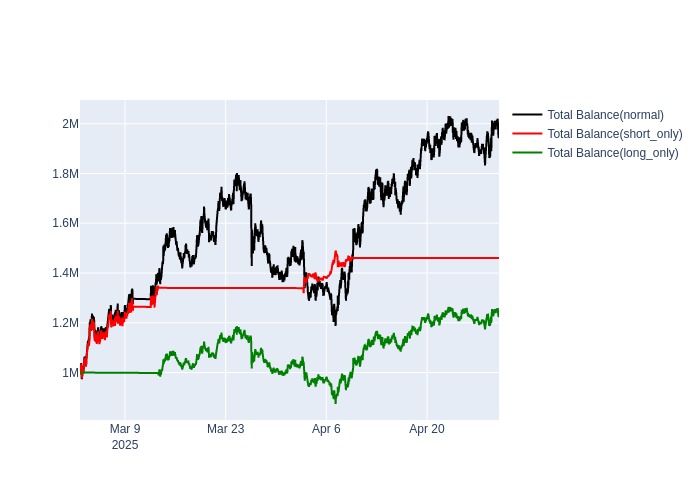 Total Balance(normal)
Total Balance(short_only)
Total Balance(long_only)
2M
1.8M
1.6M
1.4M
1.2M
1M
Mar 9
2025
Mar 23
Apr 6
Apr 20